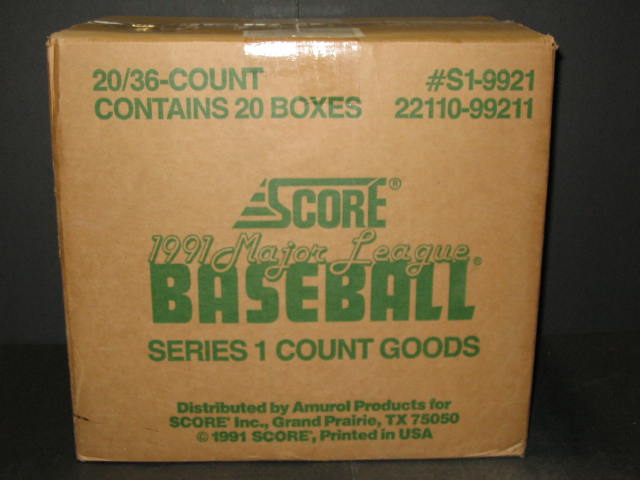 20/36-COUNT #S1-9921
CONTAINS 20 BOXES 22110-99211
SCORE®
1991 Major League
BASEBALL®
SERIES 1 COUNT GOODS
Distributed by Amurol Products for
SCORE® Inc., Grand Prairie, TX 75050
© 1991 SCORE®, Printed in USA